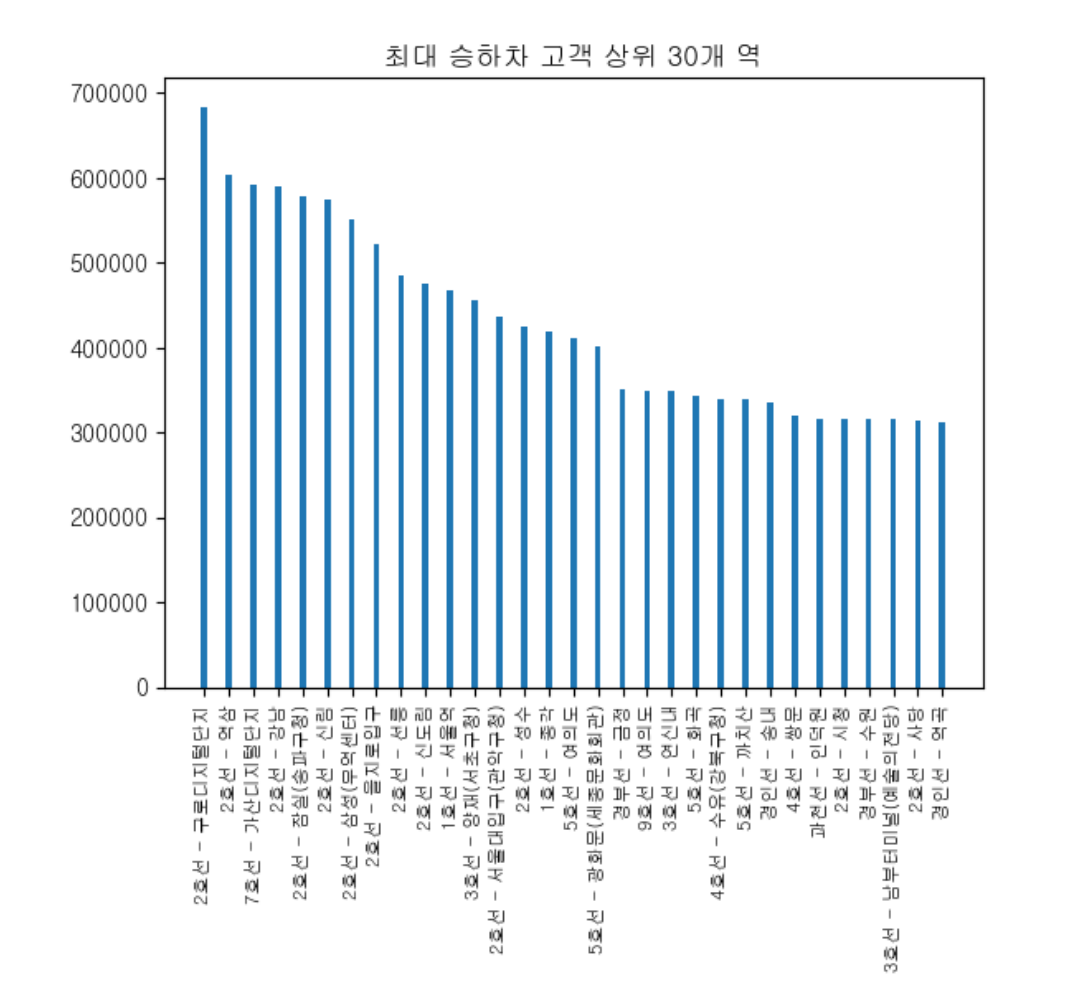 최대 승하차 고객 상위 30개 역
700000
600000
500000
400000
300000
200000
100000
0
2호선 - 구로디지털단지
2호선 - 역삼
7호선 - 가산디지털단지
2호선 - 강남
2호선 - 잠실(송파구청)
2호선 - 신림
2호선 - 삼성(무역센터)
2호선 - 을지로입구
2호선 - 선릉
2호선 - 신도림
1호선 - 서울역
3호선 - 양재(서초구청)
2호선 - 서울대입구(관악구청)
2호선 - 성수
1호선 - 종각
5호선 - 여의도
5호선 - 광화문(세종문화회관)
경부선 - 금정
9호선 - 여의도
3호선 - 연신내
5호선 - 화곡
4호선 - 수유(강북구청)
5호선 - 까치산
경인선 - 송내
4호선 - 쌍문
과천선 - 인덕원
2호선 - 시청
경부선 - 수원
3호선 - 남부터미널(예술의전당)
2호선 - 사당
경인선 - 역곡